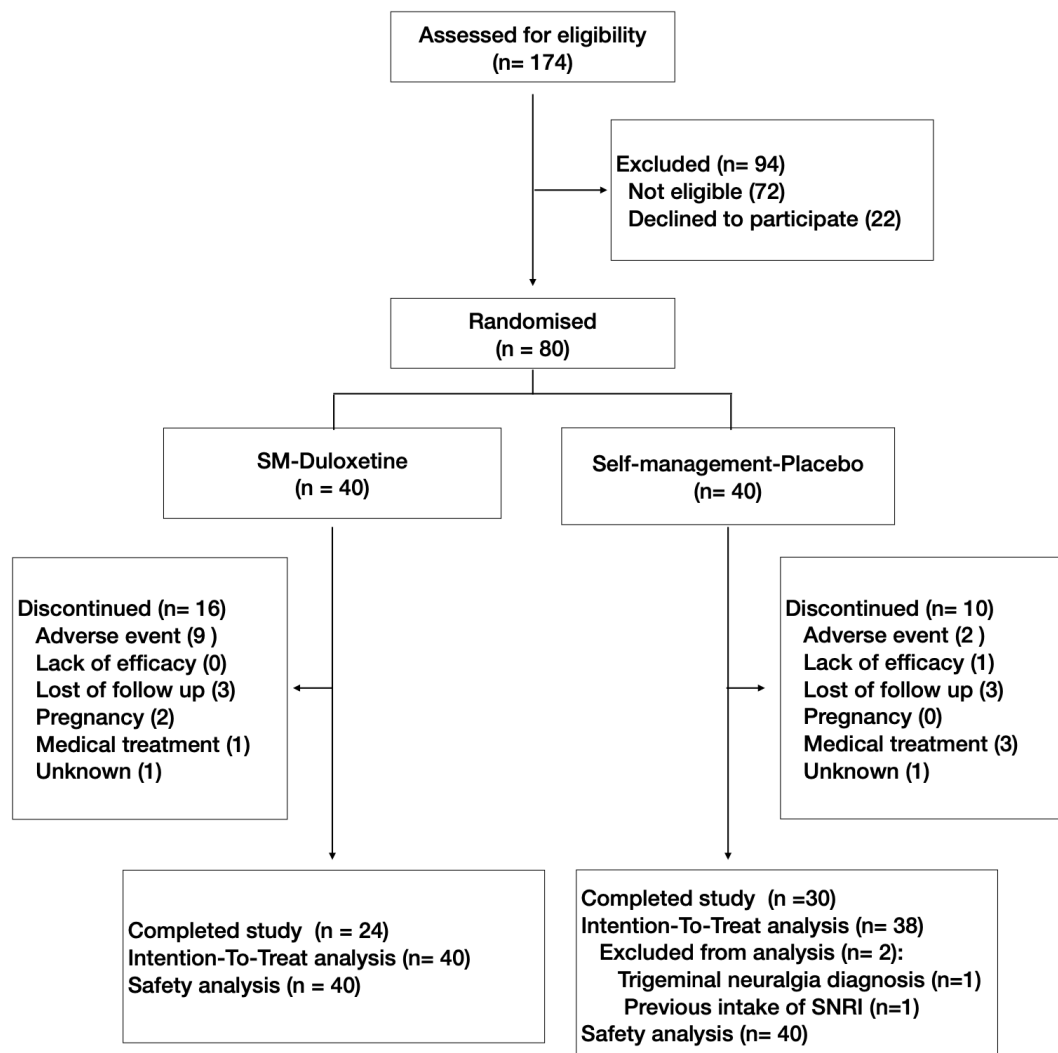 Assessed for eligibility
(n= 174)
Excluded (n= 94)
Not eligible (72)
Declined to participate (22)
Randomised
(n = 80)
SM-Duloxetine
(n = 40)
Self-management-Placebo
(n= 40)
Discontinued (n= 16)
Adverse event (9 )
Lack of efficacy (0)
Lost of follow up (3)
Pregnancy (2)
Medical treatment (1)
Unknown (1)
Discontinued (n= 10)
Adverse event (2 )
Lack of efficacy (1)
Lost of follow up (3)
Pregnancy (0)
Medical treatment (3)
Unknown (1)
Completed study (n = 24)
Intention-To-Treat analysis (n= 40)
Safety analysis (n = 40)
Completed study (n =30)
Intention-To-Treat analysis (n= 38)
Excluded from analysis (n= 2):
Trigeminal neuralgia diagnosis (n=1)
Previous intake of SNRI (n=1)
Safety analysis (n= 40)